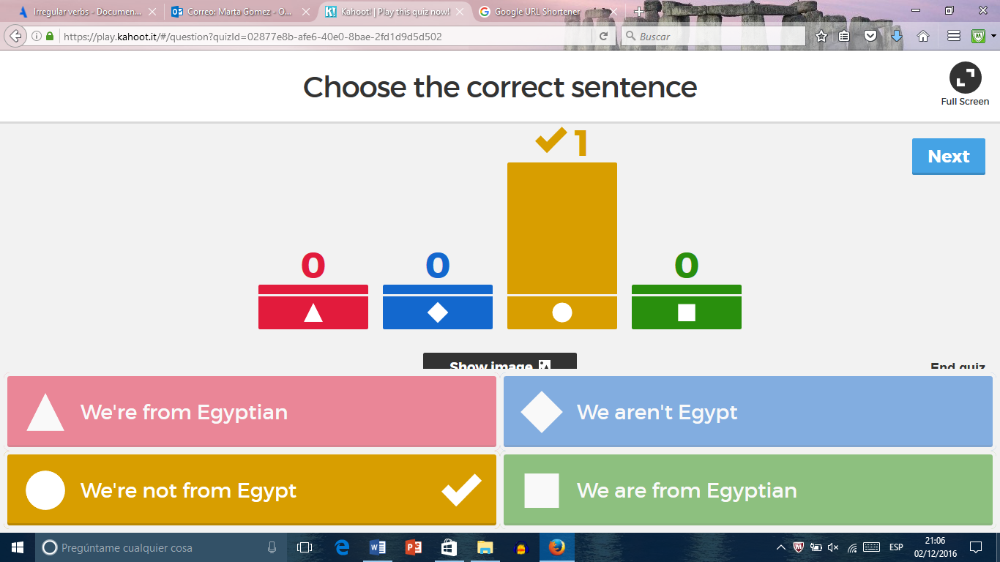 Irregular verbs - Documen...
Correo: Marta Gomez - O...
Kahoot! | Play this quiz now!
Google URL Shortener
https://play.kahoot.it/#/question?quizId=02877e8b-afe6-40e0-8bae-2fd1d9d5d502
Buscar
Choose the correct sentence
Full Screen
1
Next
0
0
0
Show image
End quiz
We're from Egyptian
We aren't Egypt
We're not from Egypt
We are from Egyptian
Pregúntame cualquier cosa
ESP
21:06
02/12/2016